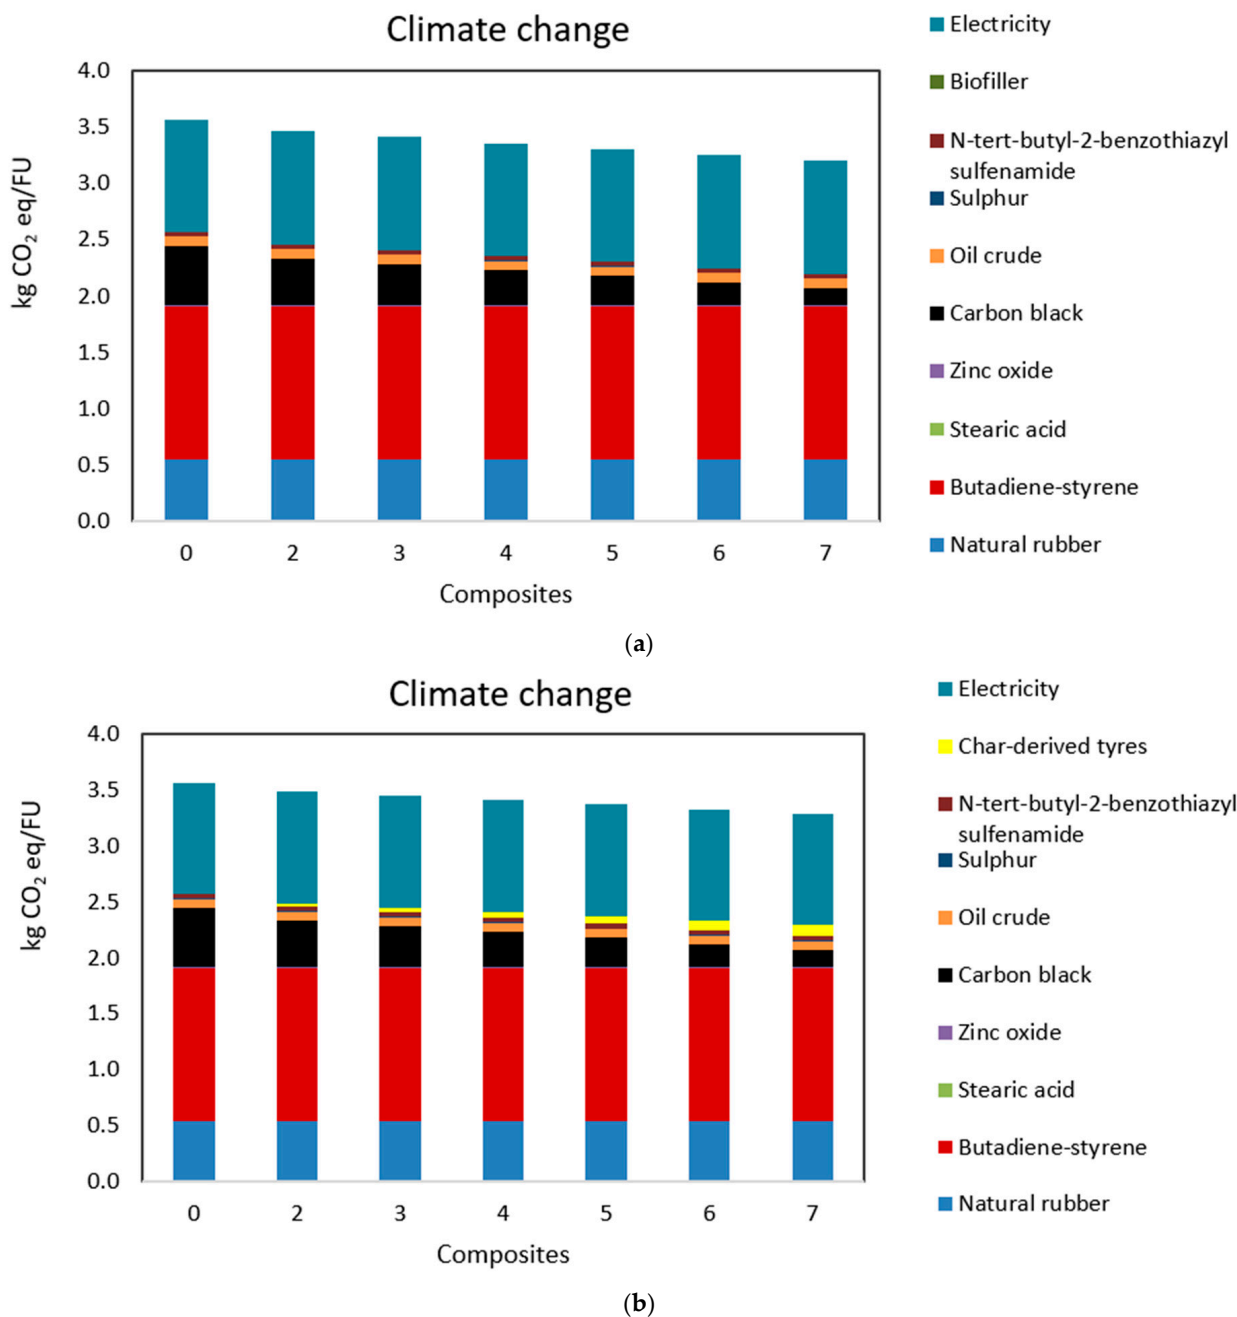 Climate change
kg CO₂ eq/FU
4.0
3.5
3.0
2.5
2.0
1.5
1.0
0.5
0.0
0 2 3 4 5 6 7
Composites
Electricity
Biofiller
N-tert-butyl-2-benzothiazyl
sulfenamide
Sulphur
Oil crude
Carbon black
Zinc oxide
Stearic acid
Butadiene-styrene
Natural rubber
(a)
Climate change
kg CO₂ eq/FU
4.0
3.5
3.0
2.5
2.0
1.5
1.0
0.5
0.0
0 2 3 4 5 6 7
Composites
Electricity
Char-derived tyres
N-tert-butyl-2-benzothiazyl
sulfenamide
Sulphur
Oil crude
Carbon black
Zinc oxide
Stearic acid
Butadiene-styrene
Natural rubber
(b)